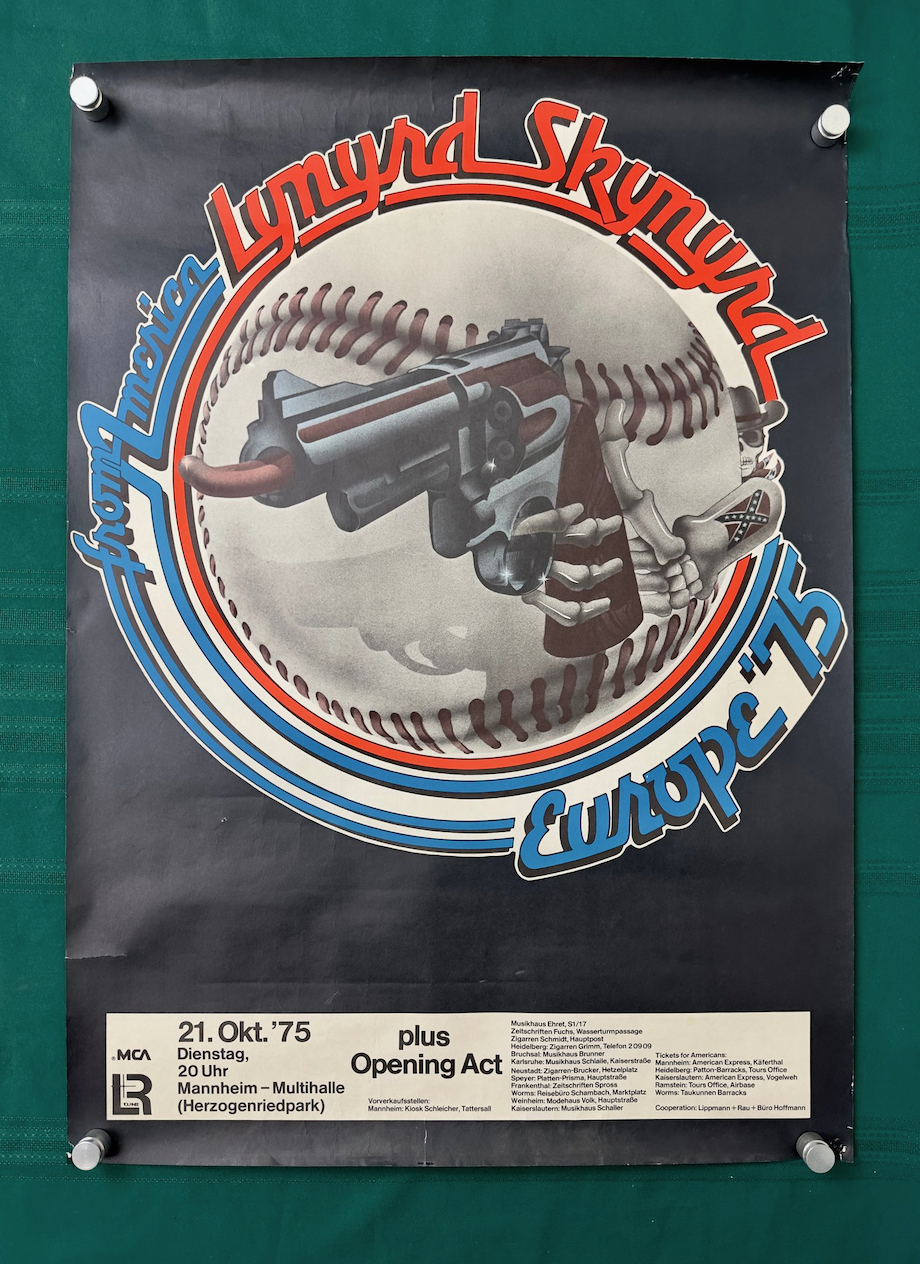 Lynyrd Skynyrd
from America
Europe '75
MCA
LR
21. Okt. '75
Dienstag,
20 Uhr
Mannheim – Multihalle
(Herzogenriedpark)
plus
Opening Act
Vorverkaufsstellen:
Mannheim: Kiosk Schleicher, Tattersall
Musikhaus Ehret, S1/17
Zeitschriften Fuchs, Wasserturmpassage
Zigarren Schmidt, Hauptpost
Heidelberg: Zigarren Grimm, Telefon 20909
Bruchsal: Musikhaus Brunner
Karlsruhe: Musikhaus Schlaile, Kaiserstraße
Neustadt: Zigarren-Brucker, Hetzelplatz
Speyer: Platten-Prisma, Hauptstraße
Frankenthal: Zeitschriften Spross
Worms: Reisebüro Schambach, Marktplatz
Weinheim: Modehaus Volk, Hauptstraße
Kaiserslautern: Musikhaus Schaller
Tickets for Americans:
Mannheim: American Express, Käferthal
Heidelberg: Patton-Barracks, Tours Office
Kaiserslautern: American Express, Vogelweh
Ramstein: Tours Office, Airbase
Worms: Taukunnen Barracks
Cooperation: Lippmann + Rau + Büro Hoffmann